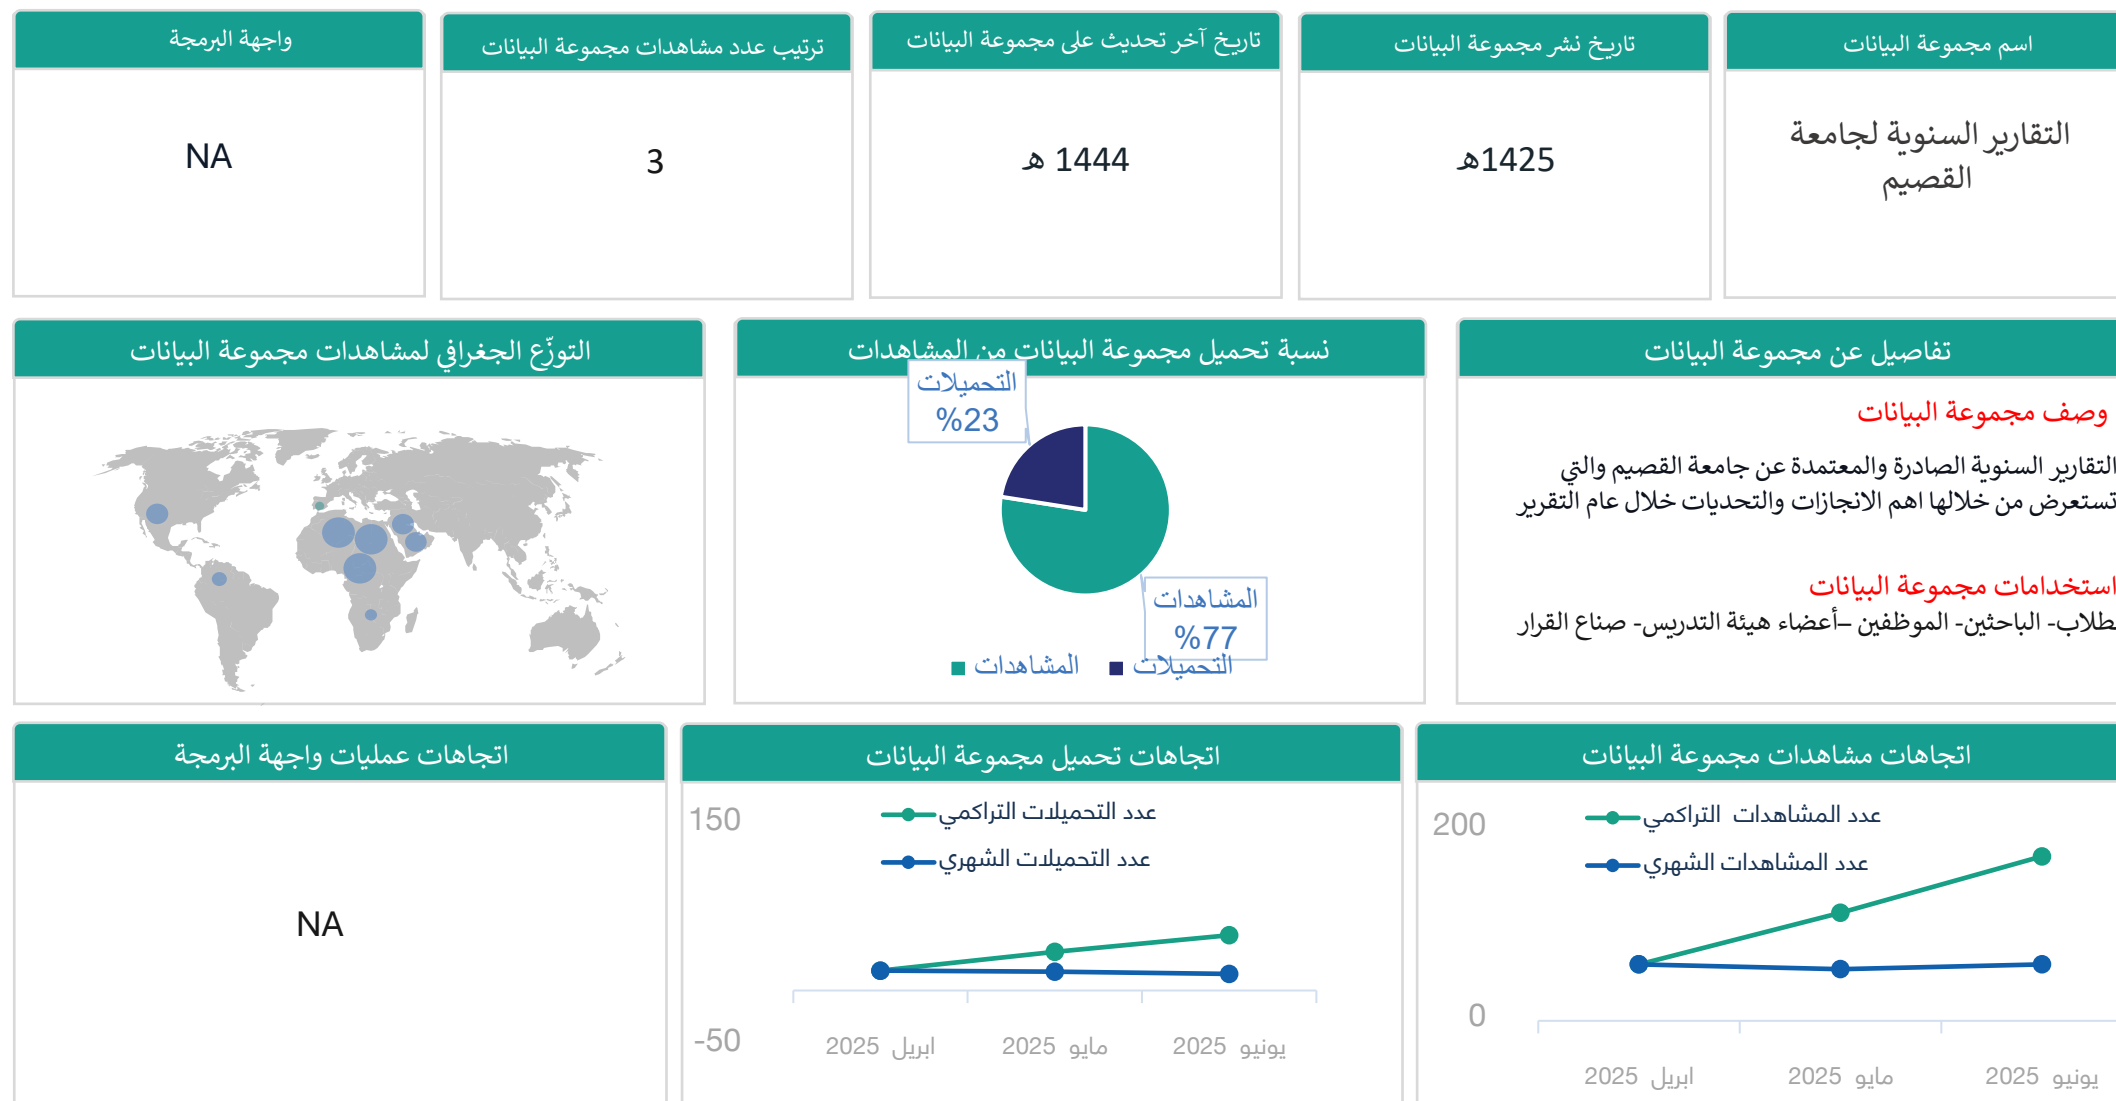 اسم مجموعة البيانات
التقارير السنوية لجامعة
القصيم
تاريخ نشر مجموعة البيانات
1425هـ
تاريخ آخر تحديث على مجموعة البيانات
1444 هـ
ترتيب عدد مشاهدات مجموعة البيانات
3
واجهة البرمجة
NA
تفاصيل عن مجموعة البيانات
وصف مجموعة البيانات
التقارير السنوية الصادرة والمعتمدة عن جامعة القصيم والتي
تستعرض من خلالها اهم الانجازات والتحديات خلال عام التقرير
استخدامات مجموعة البيانات
طلاب- الباحثين- الموظفين –أعضاء هيئة التدريس- صناع القرار
نسبة تحميل مجموعة البيانات من المشاهدات
التحميلات
%23
المشاهدات
%77
المشاهدات
التحميلات
التوزّع الجغرافي لمشاهدات مجموعة البيانات
اتجاهات مشاهدات مجموعة البيانات
عدد المشاهدات التراكمي
عدد المشاهدات الشهري
200
0
ابريل 2025
مايو 2025
يونيو 2025
اتجاهات تحميل مجموعة البيانات
عدد التحميلات التراكمي
عدد التحميلات الشهري
150
-50
ابريل 2025
مايو 2025
يونيو 2025
اتجاهات عمليات واجهة البرمجة
NA